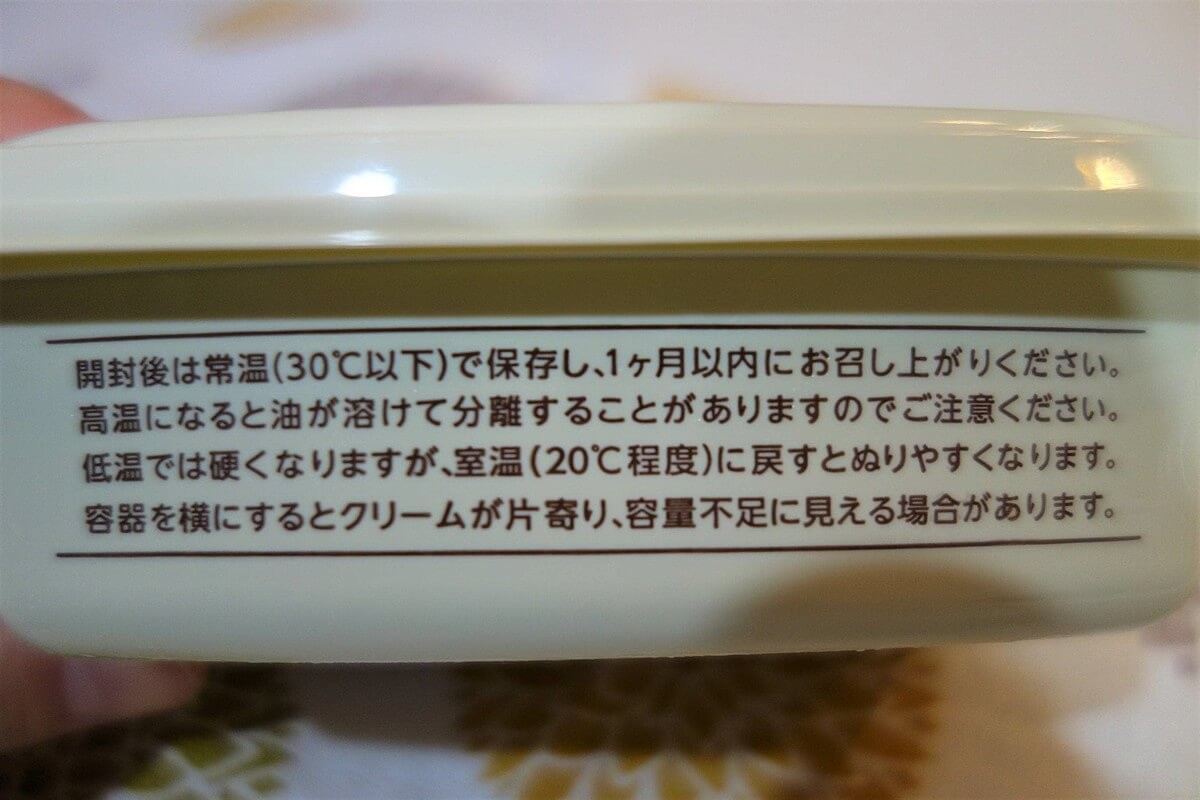 開封後は常温(30℃以下)で保存し、1ヶ月以内にお召し上がりください。
高温になると油が溶けて分離することがありますのでご注意ください。
低温では硬くなりますが、室温(20℃程度)に戻すとぬりやすくなります。
容器を横にするとクリームが片寄り、容量不足に見える場合があります。